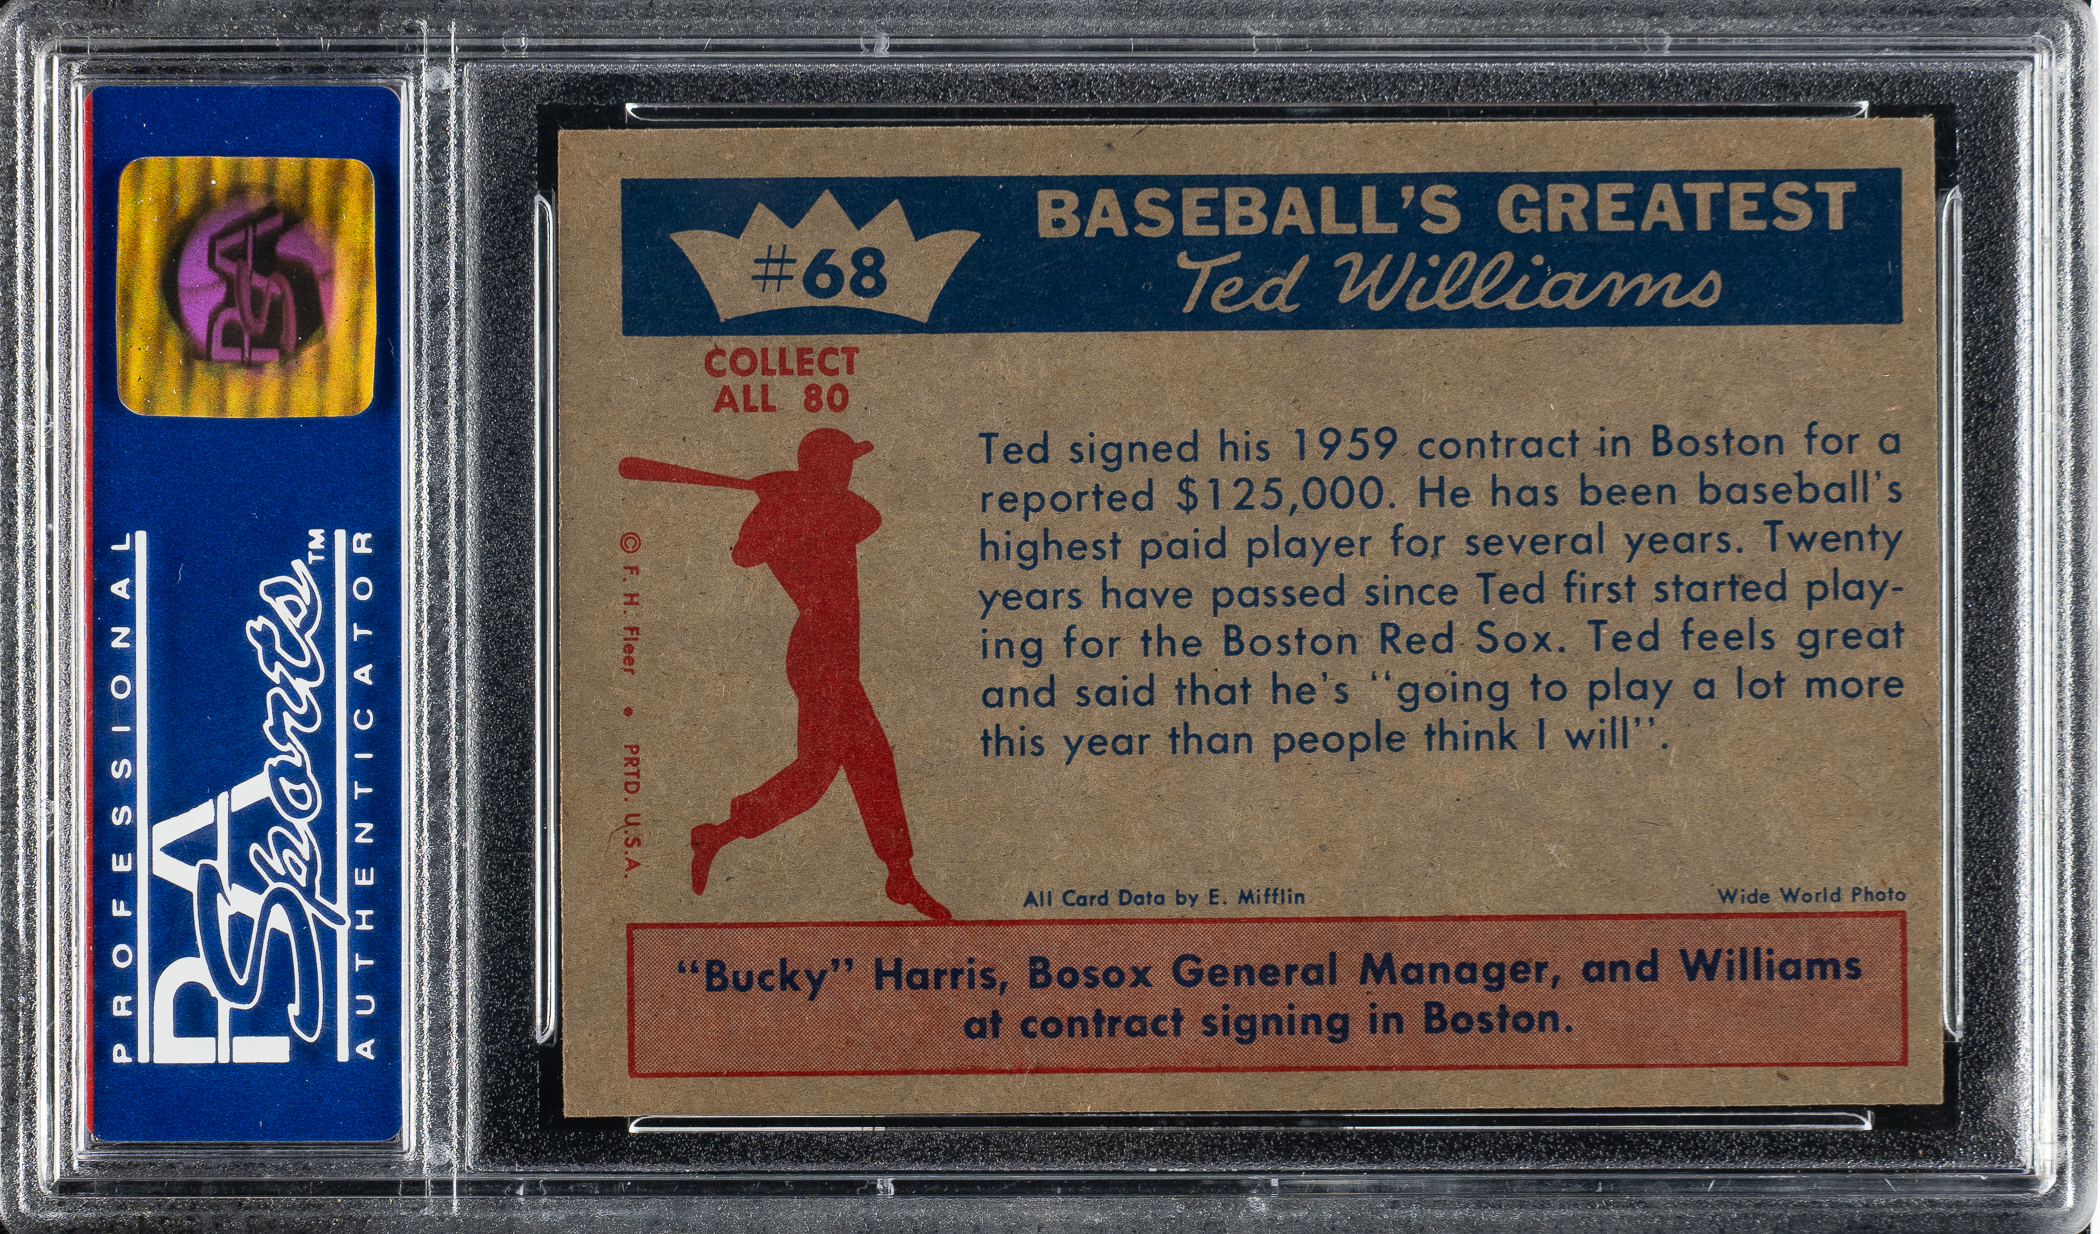 PSA
PROFESSIONAL
PSA Sports™
AUTHENTICATOR
#68
BASEBALL'S GREATEST
Ted Williams
COLLECT
ALL 80
© F. H. Fleer • PRTD. U.S.A.
Ted signed his 1959 contract in Boston for a
reported $125,000. He has been baseball's
highest paid player for several years. Twenty
years have passed since Ted first started play-
ing for the Boston Red Sox. Ted feels great
and said that he's "going to play a lot more
this year than people think I will".
All Card Data by E. Mifflin
Wide World Photo
"Bucky" Harris, Bosox General Manager, and Williams
at contract signing in Boston.